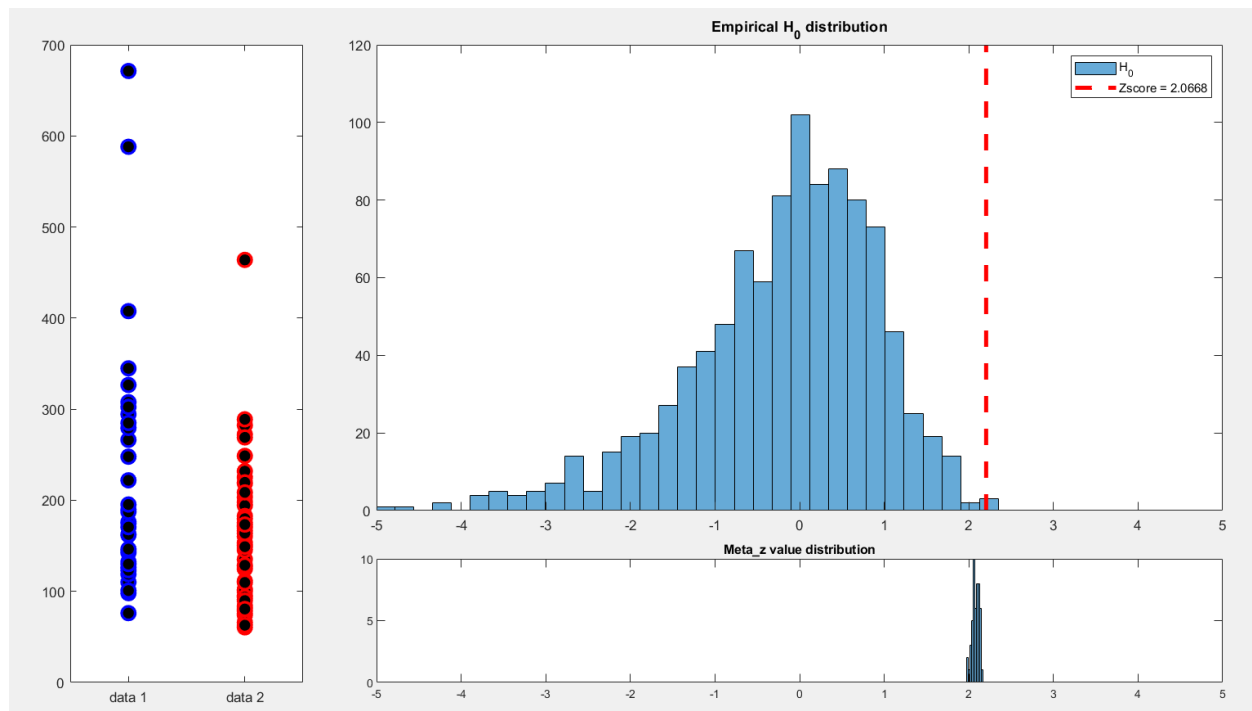 700
600
500
400
300
200
100
0
data 1
data 2
Empirical H0 distribution
120
100
80
60
40
20
0
-5 -4 -3 -2 -1 0 1 2 3 4 5
H0
Zscore = 2.0668
Meta_z value distribution
10
5
0
-5 -4 -3 -2 -1 0 1 2 3 4 5